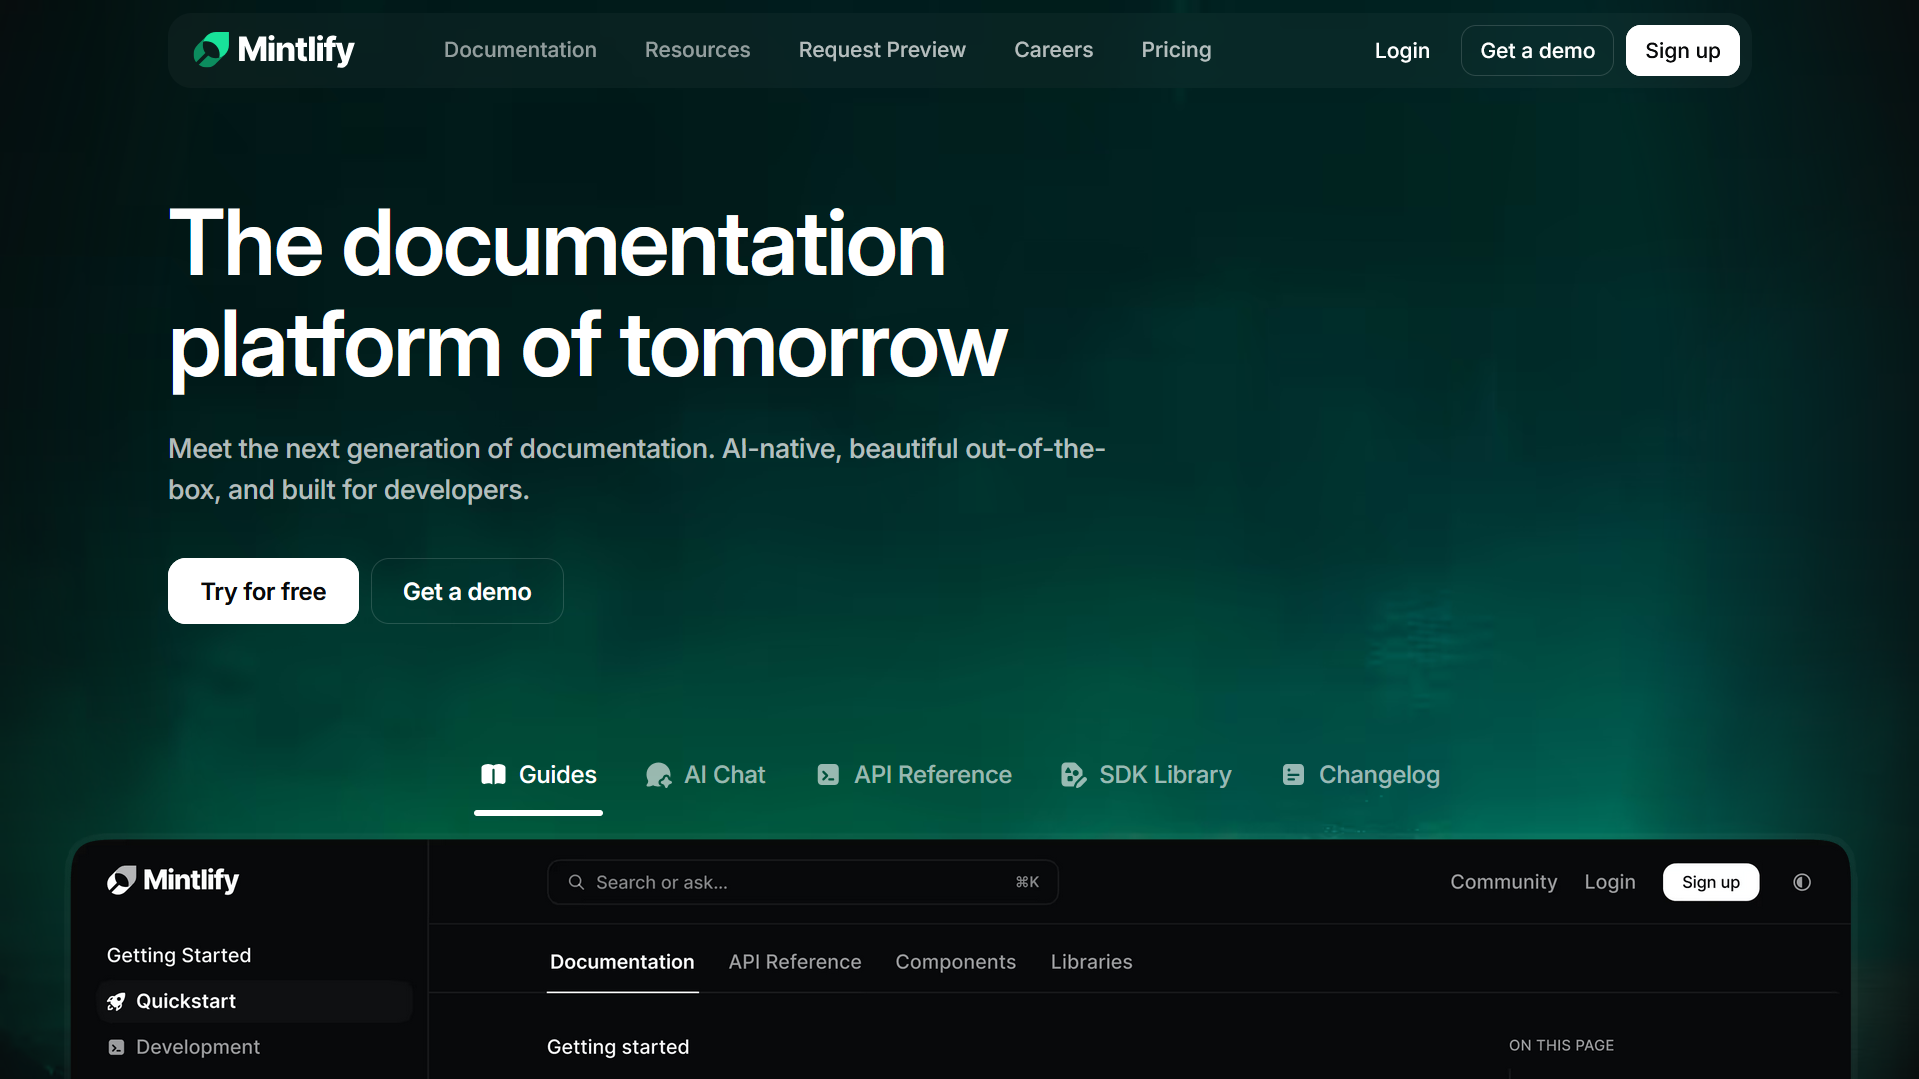 Mintlify
Documentation
Resources
Request Preview
Careers
Pricing
Login
Get a demo
Sign up
The documentation
platform of tomorrow
Meet the next generation of documentation. AI-native, beautiful out-of-the-
box, and built for developers.
Try for free
Get a demo
Guides
AI Chat
API Reference
SDK Library
Changelog
Mintlify
Search or ask...
⌘K
Community
Login
Sign up
Getting Started
Documentation
API Reference
Components
Libraries
Quickstart
Development
Getting started
ON THIS PAGE